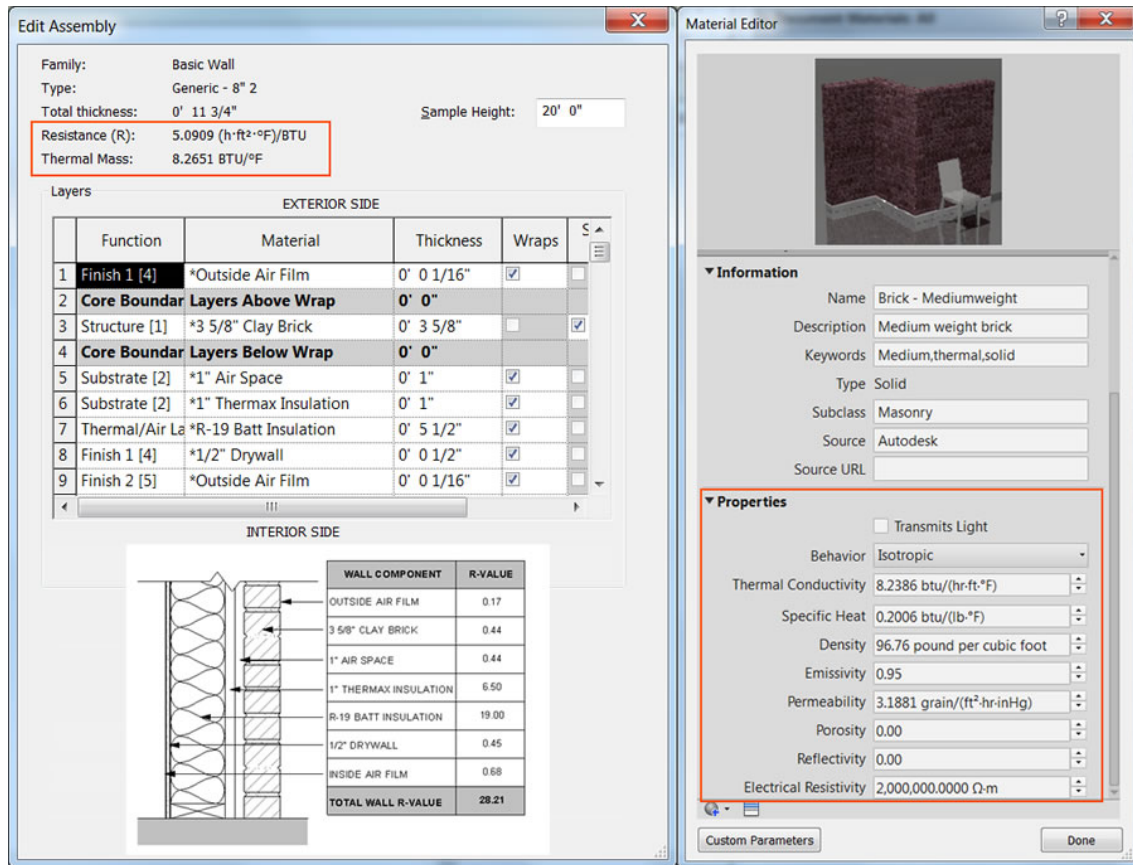 Edit Assembly
Family: Basic Wall
Type: Generic - 8" 2
Total thickness: 0' 11 3/4" Sample Height: 20' 0"
Resistance (R): 5.0909 (h·ft²·ºF)/BTU
Thermal Mass: 8.2651 BTU/ºF
Layers
EXTERIOR SIDE
Function Material Thickness Wraps
1 Finish 1 [4] *Outside Air Film 0' 0 1/16"
2 Core Boundar Layers Above Wrap 0' 0"
3 Structure [1] *3 5/8" Clay Brick 0' 3 5/8"
4 Core Boundar Layers Below Wrap 0' 0"
5 Substrate [2] *1" Air Space 0' 1"
6 Substrate [2] *1" Thermax Insulation 0' 1"
7 Thermal/Air La *R-19 Batt Insulation 0' 5 1/2"
8 Finish 1 [4] *1/2" Drywall 0' 0 1/2"
9 Finish 2 [5] *Outside Air Film 0' 0 1/16"
INTERIOR SIDE
WALL COMPONENT R-VALUE
OUTSIDE AIR FILM 0.17
3 5/8" CLAY BRICK 0.44
1" AIR SPACE 0.44
1" THERMAX INSULATION 6.50
R-19 BATT INSULATION 19.00
1/2" DRYWALL 0.45
INSIDE AIR FILM 0.68
TOTAL WALL R-VALUE 28.21
Material Editor
Information
Name Brick - Mediumweight
Description Medium weight brick
Keywords Medium,thermal,solid
Type Solid
Subclass Masonry
Source Autodesk
Source URL
Properties
Transmits Light
Behavior Isotropic
Thermal Conductivity 8.2386 btu/(hr·ft·°F)
Specific Heat 0.2006 btu/(lb·°F)
Density 96.76 pound per cubic foot
Emissivity 0.95
Permeability 3.1881 grain/(ft²·hr·inHg)
Porosity 0.00
Reflectivity 0.00
Electrical Resistivity 2,000,000.0000 Ω·m
Custom Parameters Done